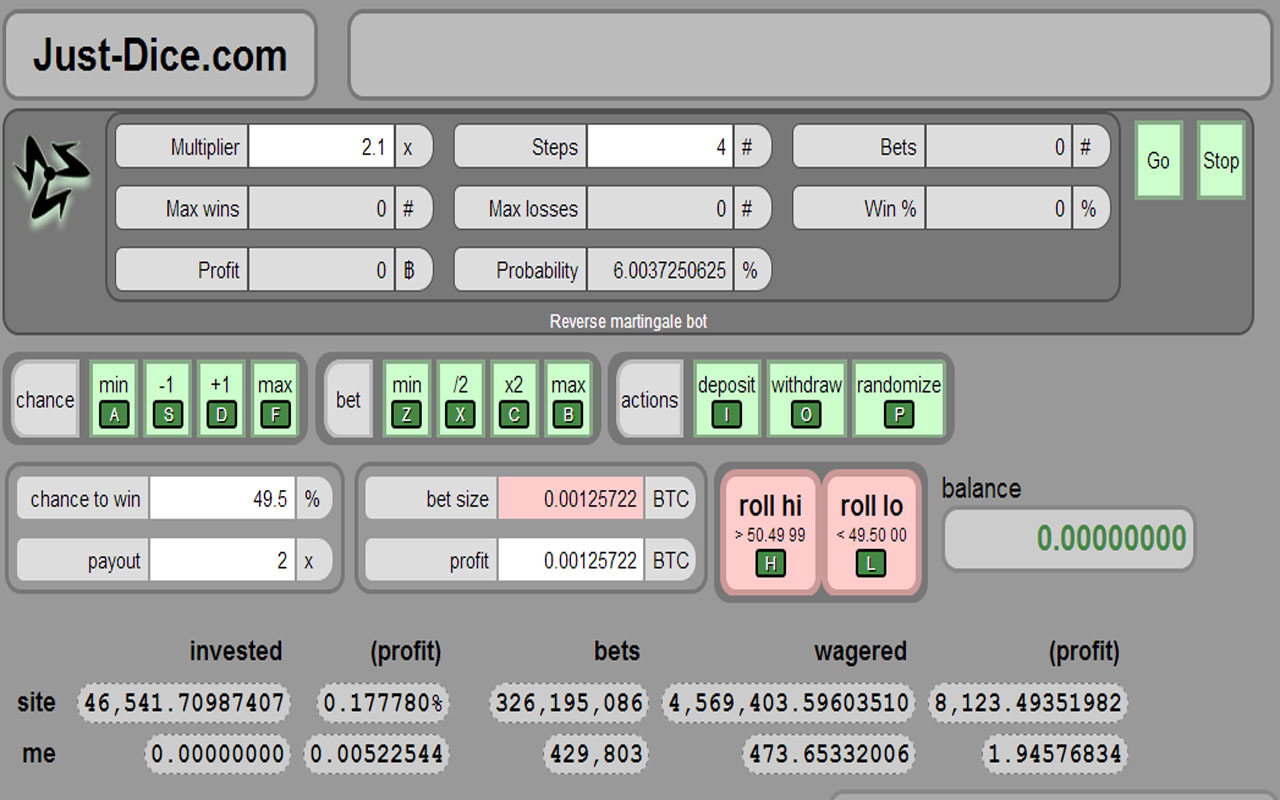 Just-Dice.com
Multiplier 2.1 x Steps 4 # Bets 0 # Go Stop
Max wins 0 # Max losses 0 # Win % 0 %
Profit 0 ฿ Probability 6.0037250625 %
Reverse martingale bot
chance min A -1 S +1 D max F bet min Z /2 X x2 C max B actions deposit I withdraw O randomize P
chance to win 49.5 % bet size 0.00125722 BTC
payout 2 x profit 0.00125722 BTC
roll hi > 50.49 99 H
roll lo < 49.50 00 L
balance
0.00000000
invested (profit) bets wagered (profit)
site 46,541.70987407 0.177780% 326,195,086 4,569,403.59603510 8,123.49351982
me 0.00000000 0.00522544 429,803 473.65332006 1.94576834